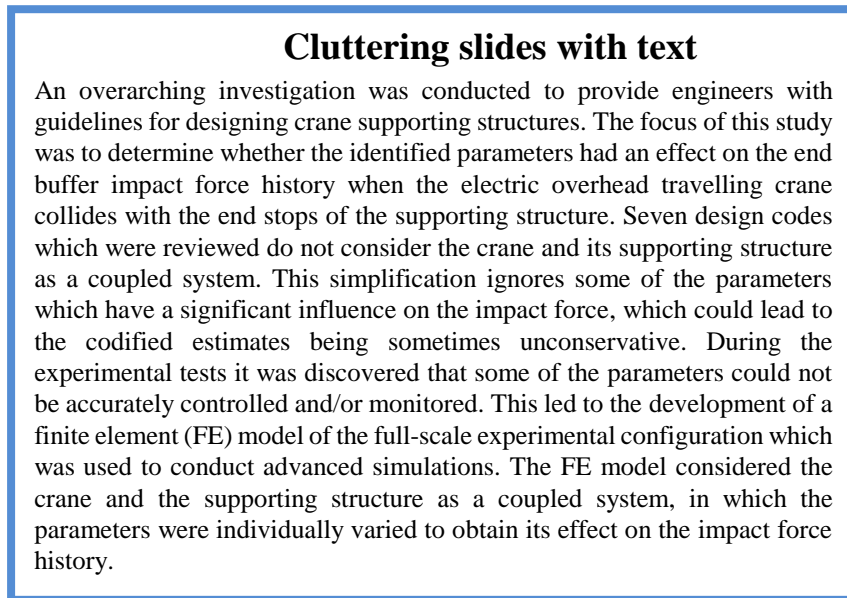 Cluttering slides with text
An overarching investigation was conducted to provide engineers with
guidelines for designing crane supporting structures. The focus of this study
was to determine whether the identified parameters had an effect on the end
buffer impact force history when the electric overhead travelling crane
collides with the end stops of the supporting structure. Seven design codes
which were reviewed do not consider the crane and its supporting structure
as a coupled system. This simplification ignores some of the parameters
which have a significant influence on the impact force, which could lead to
the codified estimates being sometimes unconservative. During the
experimental tests it was discovered that some of the parameters could not
be accurately controlled and/or monitored. This led to the development of a
finite element (FE) model of the full-scale experimental configuration which
was used to conduct advanced simulations. The FE model considered the
crane and the supporting structure as a coupled system, in which the
parameters were individually varied to obtain its effect on the impact force
history.